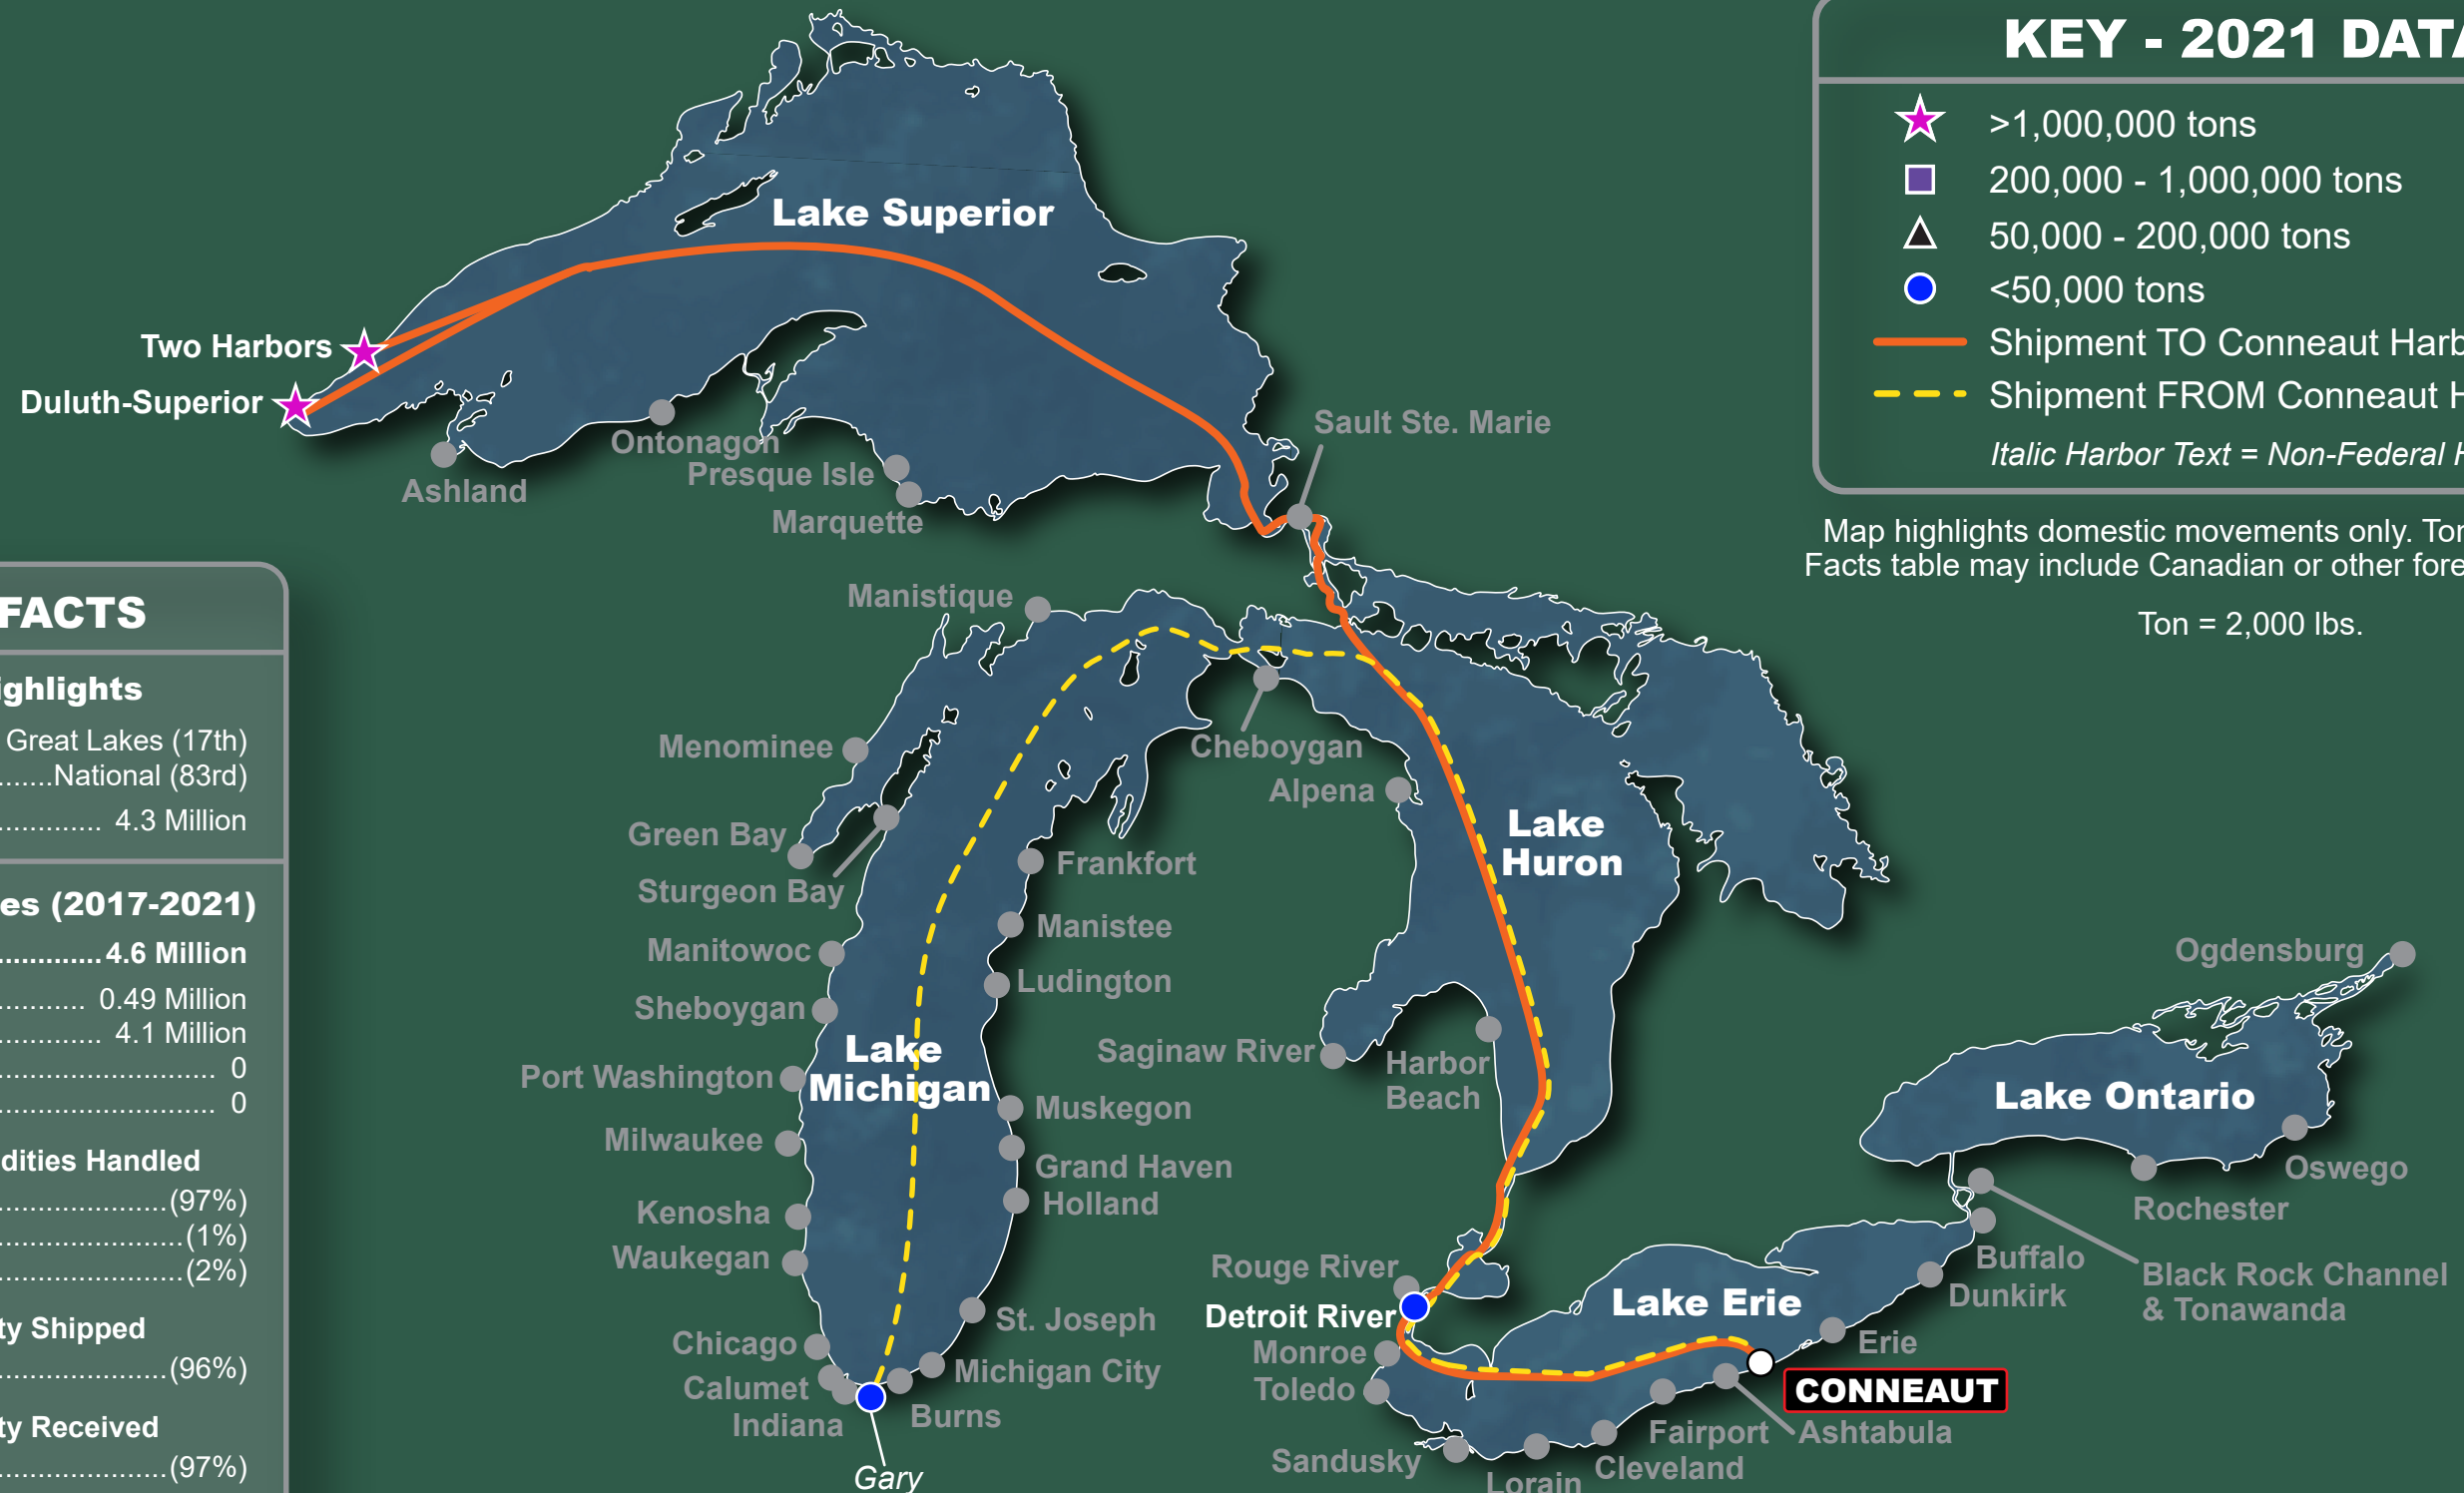 KEY - 2021 DATA
>1,000,000 tons
200,000 - 1,000,000 tons
50,000 - 200,000 tons
<50,000 tons
Shipment TO Conneaut Harb
Shipment FROM Conneaut H
Italic Harbor Text = Non-Federal H
Map highlights domestic movements only. Ton
Facts table may include Canadian or other fore
Ton = 2,000 lbs.
Lake Superior
Two Harbors
Duluth-Superior
Ashland
Ontonagon
Presque Isle
Marquette
Sault Ste. Marie
FACTS
ighlights
Great Lakes (17th)
.......National (83rd)
............. 4.3 Million
es (2017-2021)
.............4.6 Million
............ 0.49 Million
............. 4.1 Million
............................ 0
............................ 0
dities Handled
.....................(97%)
.......................(1%)
.......................(2%)
ty Shipped
.....................(96%)
ty Received
.....................(97%)
Manistique
Menominee
Green Bay
Sturgeon Bay
Manitowoc
Sheboygan
Port Washington
Milwaukee
Kenosha
Waukegan
Chicago
Calumet
Indiana
Gary
Burns
Michigan City
St. Joseph
Holland
Grand Haven
Muskegon
Ludington
Manistee
Frankfort
Lake
Michigan
Cheboygan
Alpena
Lake
Huron
Saginaw River
Harbor
Beach
Rouge River
Detroit River
Monroe
Toledo
Sandusky
Lorain
Cleveland
Fairport
Ashtabula
CONNEAUT
Erie
Lake Erie
Dunkirk
Buffalo
Black Rock Channel
& Tonawanda
Rochester
Oswego
Lake Ontario
Ogdensburg